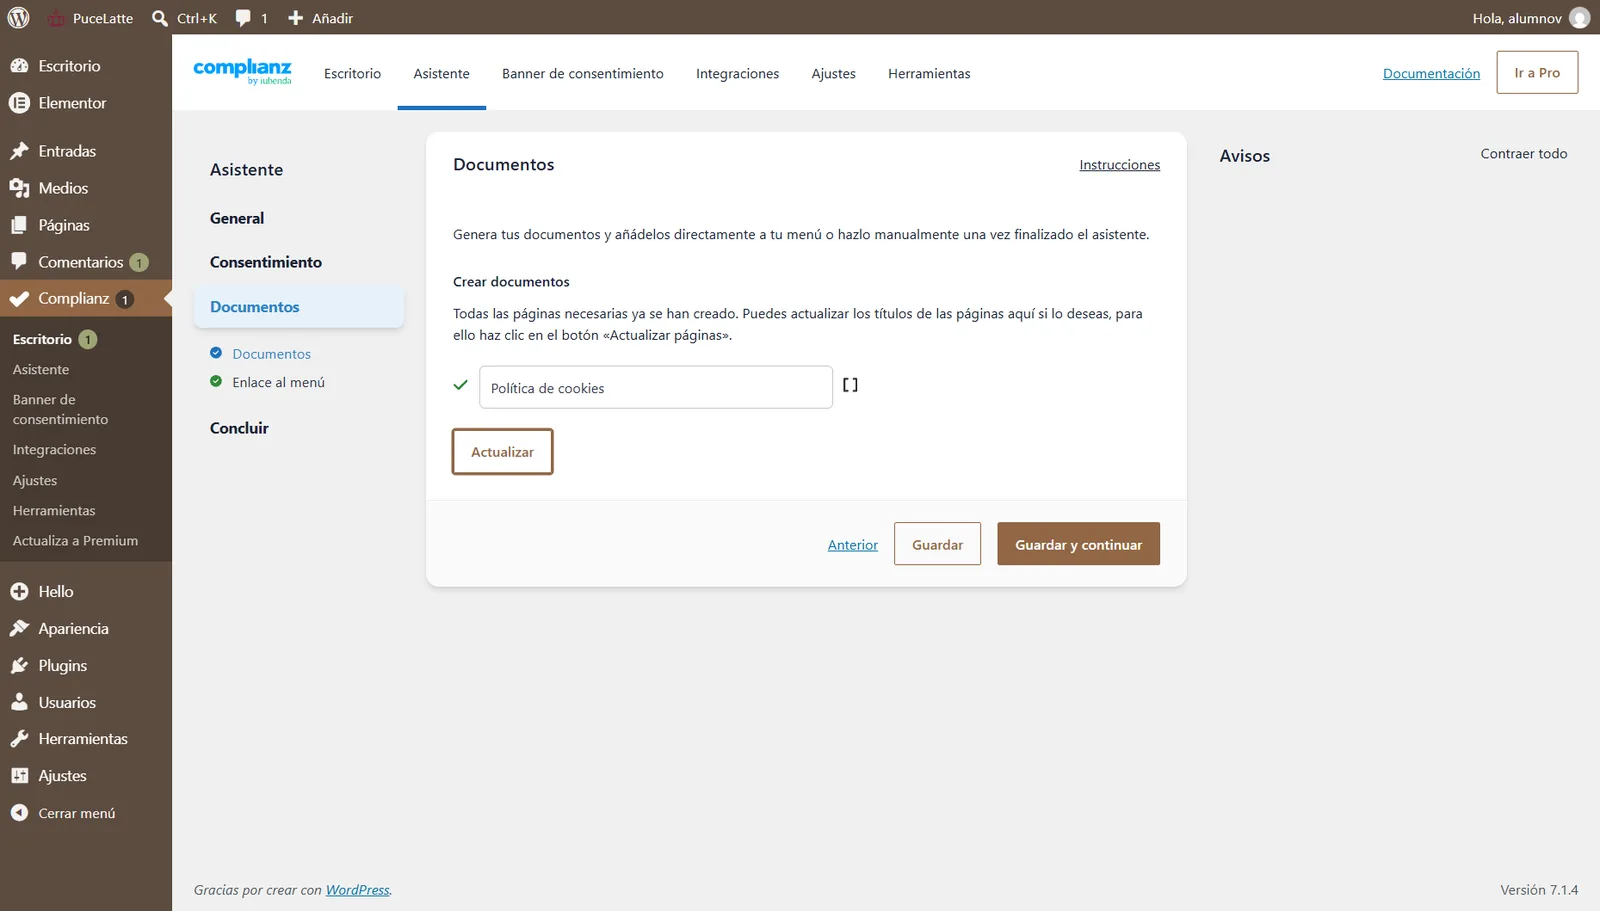 PuceLatte
Ctrl+K
1
Añadir
Hola, alumnov
Escritorio
Elementor
Entradas
Medios
Páginas
Comentarios 1
Complianz 1
Escritorio 1
Asistente
Banner de
consentimiento
Integraciones
Ajustes
Herramientas
Actualiza a Premium
Hello
Apariencia
Plugins
Usuarios
Herramientas
Ajustes
Cerrar menú
complianz
by iubenda
Escritorio
Asistente
Banner de consentimiento
Integraciones
Ajustes
Herramientas
Documentación
Ir a Pro
Asistente
General
Consentimiento
Documentos
Documentos
Enlace al menú
Concluir
Documentos
Instrucciones
Genera tus documentos y añádelos directamente a tu menú o hazlo manualmente una vez finalizado el asistente.
Crear documentos
Todas las páginas necesarias ya se han creado. Puedes actualizar los títulos de las páginas aquí si lo deseas, para
ello haz clic en el botón «Actualizar páginas».
Política de cookies
Actualizar
Anterior
Guardar
Guardar y continuar
Avisos
Contraer todo
Gracias por crear con WordPress.
Versión 7.1.4